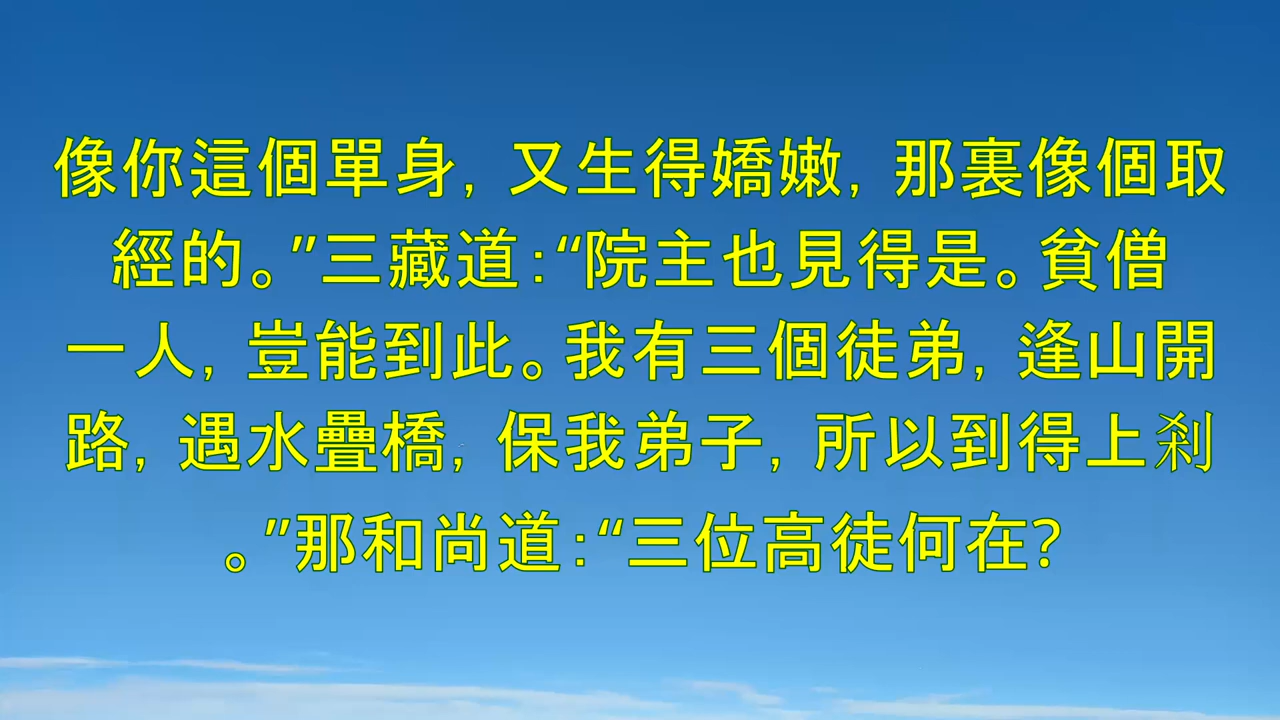 像你這個單身，又生得嬌嫩，那裏像個取
經的。”三藏道：“院主也見得是。貧僧
一人，豈能到此。我有三個徒弟，逢山開
路，遇水疊橋，保我弟子，所以到得上剎
。”那和尚道：“三位高徒何在？